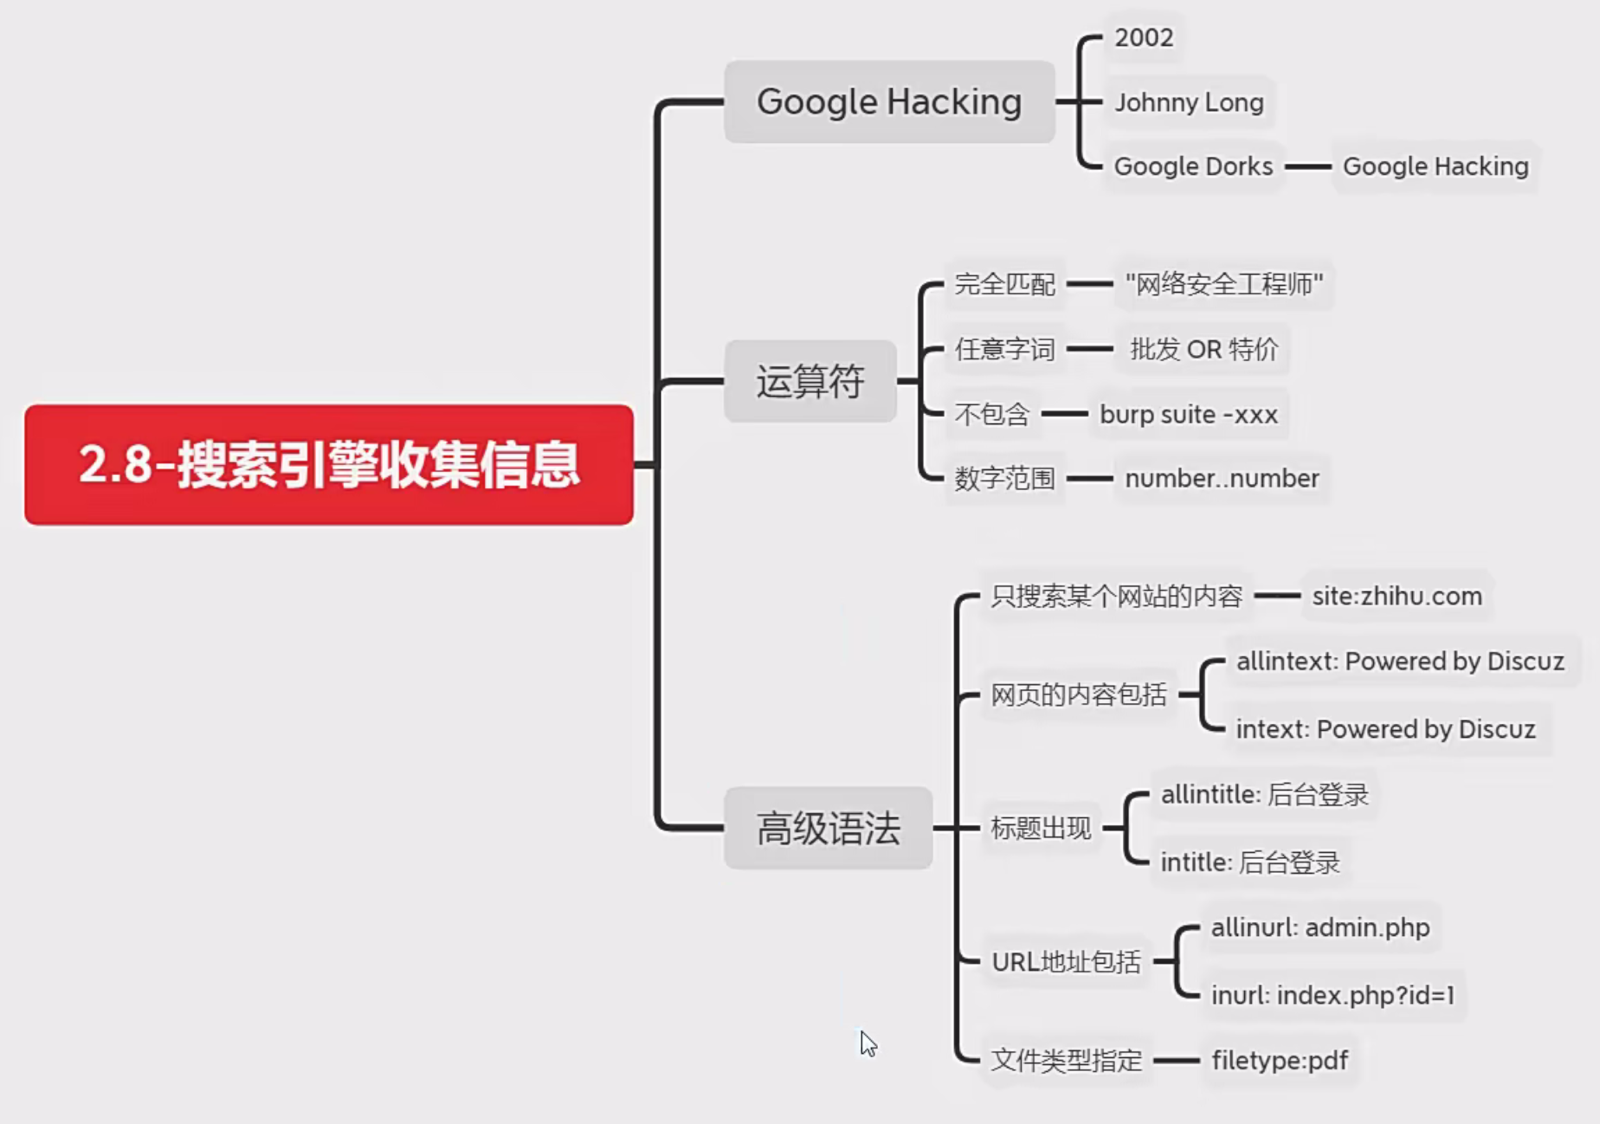 2.8-搜索引擎收集信息
Google Hacking
2002
Johnny Long
Google Dorks
Google Hacking
运算符
完全匹配
"网络安全工程师"
任意字词
批发 OR 特价
不包含
burp suite -xxx
数字范围
number..number
高级语法
只搜索某个网站的内容
site:zhihu.com
网页的内容包括
allintext: Powered by Discuz
intext: Powered by Discuz
标题出现
allintitle: 后台登录
intitle: 后台登录
URL地址包括
allinurl: admin.php
inurl: index.php?id=1
文件类型指定
filetype:pdf